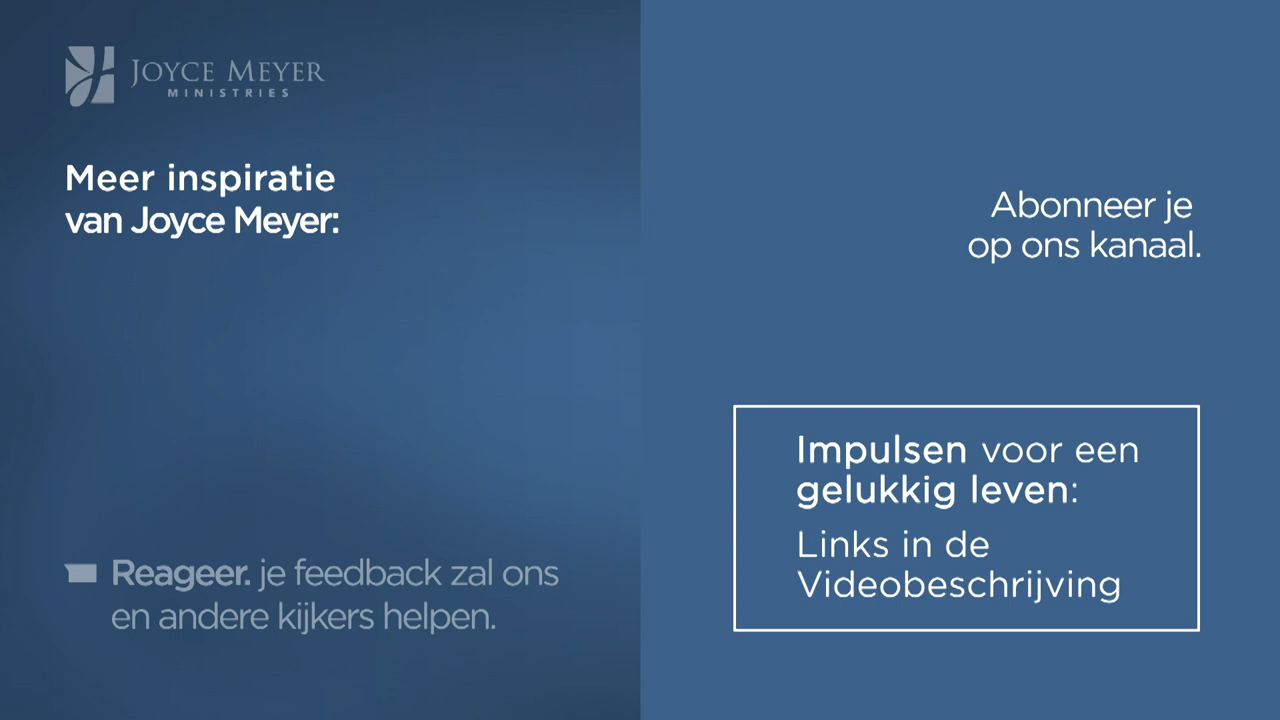 JOYCE MEYER
MINISTRIES
Meer inspiratie
van Joyce Meyer:
Abonneer je
op ons kanaal.
Impulsen voor een
gelukkig leven:
Links in de
Videobeschrijving
Reageer. je feedback zal ons
en andere kijkers helpen.